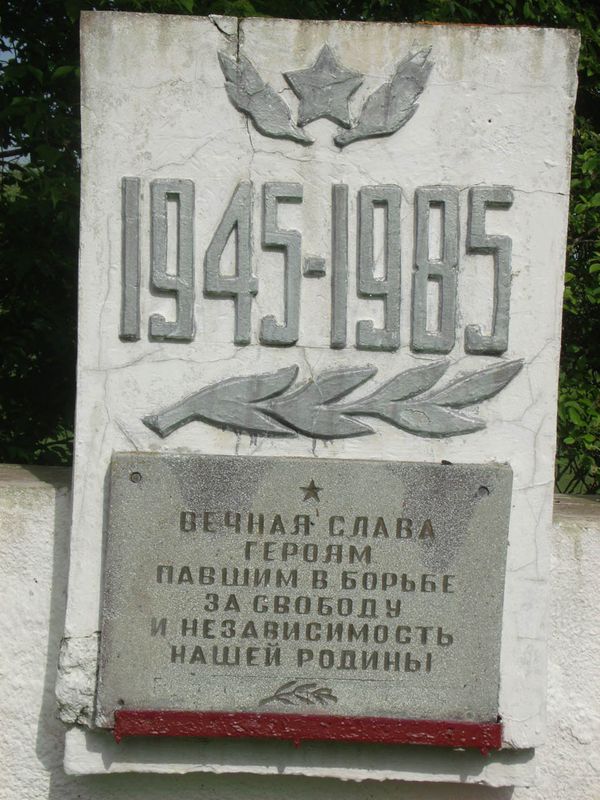 1945-1985
ВЕЧНАЯ СЛАВА
ГЕРОЯМ
ПАВШИМ В БОРЬБЕ
ЗА СВОБОДУ
И НЕЗАВИСИМОСТЬ
НАШЕЙ РОДИНЫ